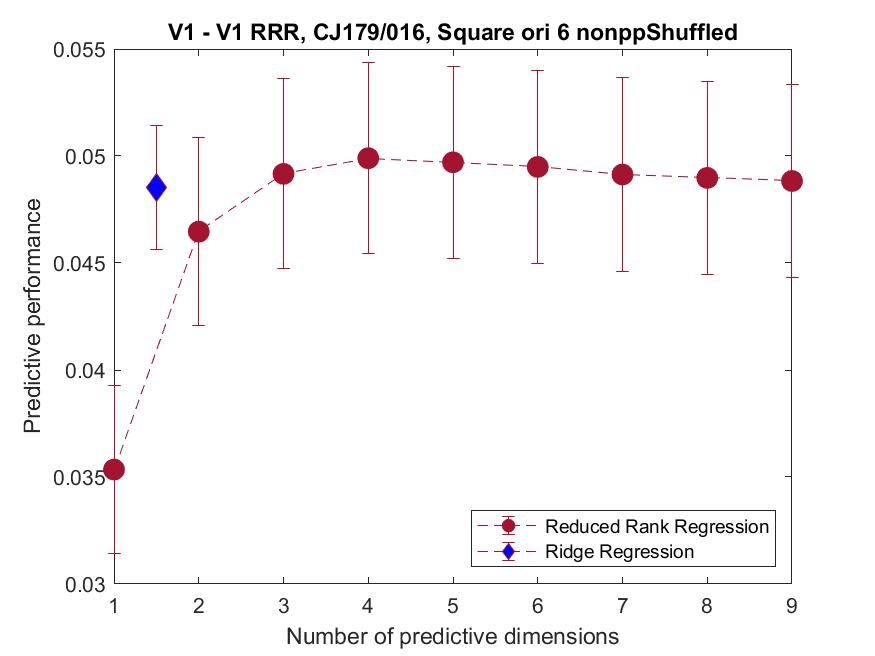 V1 - V1 RRR, CJ179/016, Square ori 6 nonppShuffled
0.055
0.05
0.045
0.04
0.035
0.03
Predictive performance
1 2 3 4 5 6 7 8 9
Number of predictive dimensions
Reduced Rank Regression
Ridge Regression